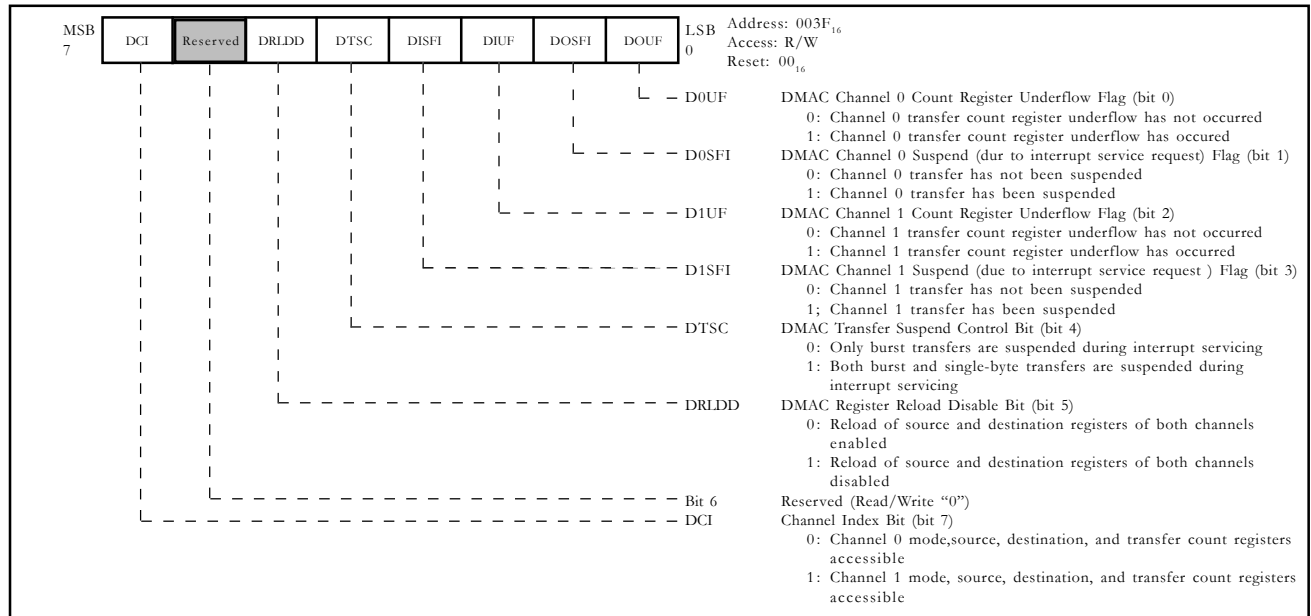 MSB
7
DCI
Reserved
DRLDD
DTSC
DISFI
DIUF
DOSFI
DOUF
LSB
0
Address: 003F16
Access: R/W
Reset: 0016
D0UF DMAC Channel 0 Count Register Underflow Flag (bit 0)
0: Channel 0 transfer count register underflow has not occurred
1: Channel 0 transfer count register underflow has occured
D0SFI DMAC Channel 0 Suspend (dur to interrupt service request) Flag (bit 1)
0: Channel 0 transfer has not been suspended
1: Channel 0 transfer has been suspended
D1UF DMAC Channel 1 Count Register Underflow Flag (bit 2)
0: Channel 1 transfer count register underflow has not occurred
1: Channel 1 transfer count register underflow has occurred
D1SFI DMAC Channel 1 Suspend (due to interrupt service request ) Flag (bit 3)
0: Channel 1 transfer has not been suspended
1; Channel 1 transfer has been suspended
DTSC DMAC Transfer Suspend Control Bit (bit 4)
0: Only burst transfers are suspended during interrupt servicing
1: Both burst and single-byte transfers are suspended during
interrupt servicing
DRLDD DMAC Register Reload Disable Bit (bit 5)
0: Reload of source and destination registers of both channels
enabled
1: Reload of source and destination registers of both channels
disabled
Bit 6 Reserved (Read/Write “0”)
DCI Channel Index Bit (bit 7)
0: Channel 0 mode,source, destination, and transfer count registers
accessible
1: Channel 1 mode, source, destination, and transfer count registers
accessible